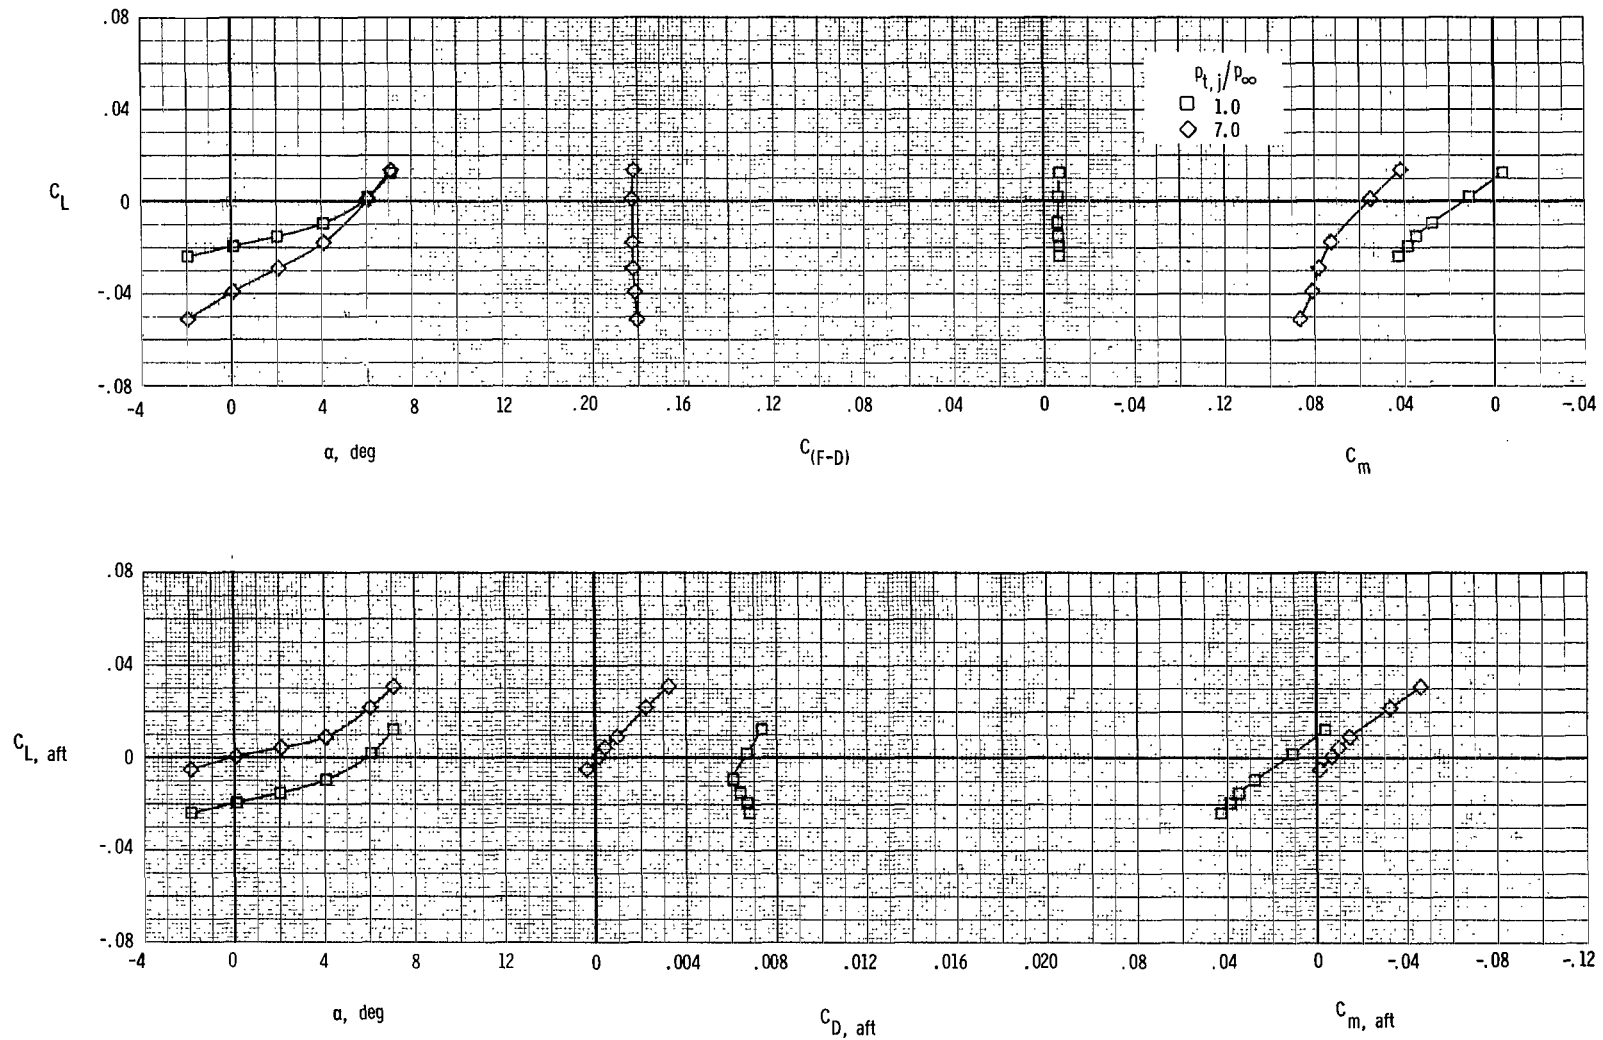 .08
.04
C_L
0
-.04
-.08
p_t,j/p_∞
□ 1.0
◇ 7.0
-4 0 4 8 .20 .16 .12 .08 .04 0 -.04 .12 .08 .04 0 -.04
α, deg C_(F-D) C_m
.08
.04
C_L, aft
0
-.04
-.08
-4 0 4 8 12 0 .004 .008 .012 .016 .020 .08 .04 0 -.04 -.08 -.12
α, deg C_D, aft C_m, aft